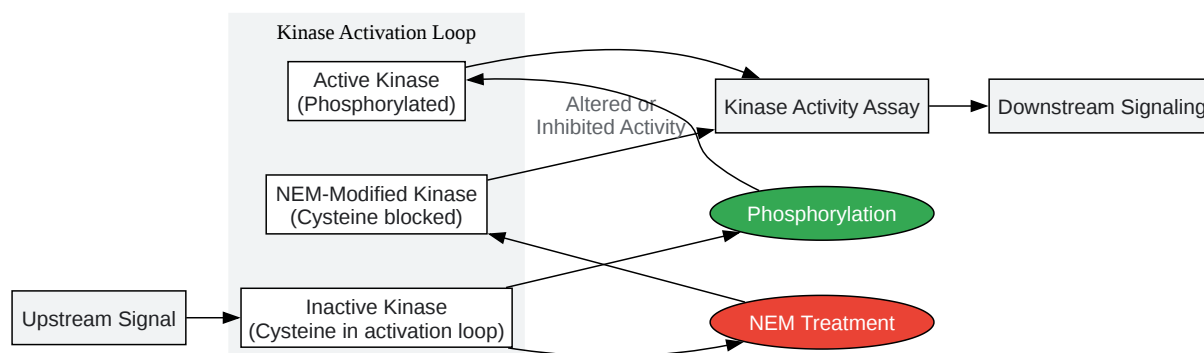 Kinase Activation Loop
Active Kinase
(Phosphorylated)
Altered or
Inhibited Activity
Kinase Activity Assay
Downstream Signaling
NEM-Modified Kinase
(Cysteine blocked)
Phosphorylation
Upstream Signal
Inactive Kinase
(Cysteine in activation loop)
NEM Treatment